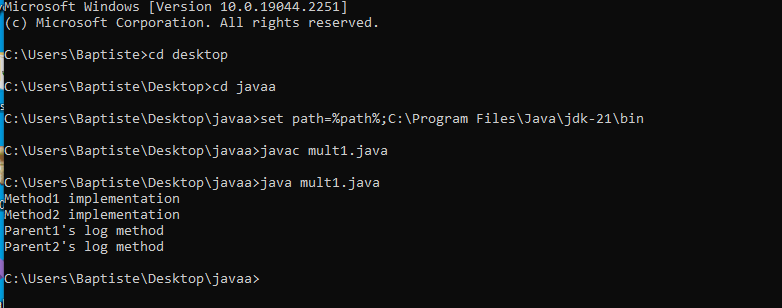 Microsoft Windows [Version 10.0.19044.2251]
(c) Microsoft Corporation. All rights reserved.
C:\Users\Baptiste>cd desktop
C:\Users\Baptiste\Desktop>cd javaa
C:\Users\Baptiste\Desktop\javaa>set path=%path%;C:\Program Files\Java\jdk-21\bin
C:\Users\Baptiste\Desktop\javaa>javac mult1.java
C:\Users\Baptiste\Desktop\javaa>java mult1.java
Method1 implementation
Method2 implementation
Parent1's log method
Parent2's log method
C:\Users\Baptiste\Desktop\javaa>